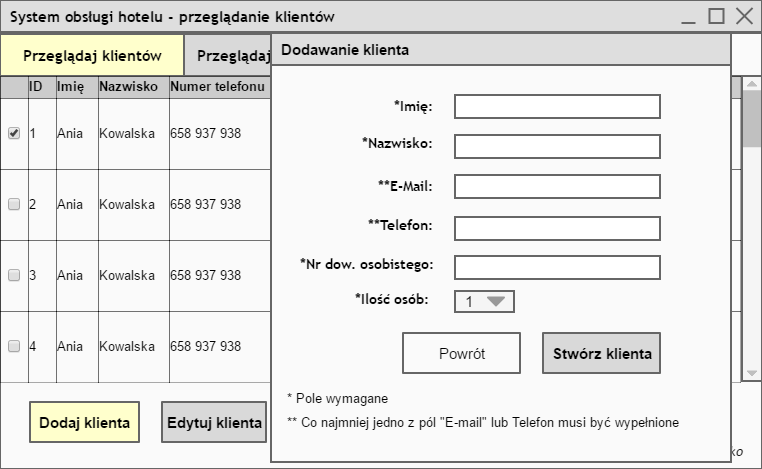 System obsługi hotelu - przeglądanie klientów
Przeglądaj klientów
Przeglądaj
ID Imię Nazwisko Numer telefonu
1 Ania Kowalska 658 937 938
2 Ania Kowalska 658 937 938
3 Ania Kowalska 658 937 938
4 Ania Kowalska 658 937 938
Dodaj klienta
Edytuj klienta
Dodawanie klienta
*Imię:
*Nazwisko:
**E-Mail:
**Telefon:
*Nr dow. osobistego:
*Ilość osób: 1
Powrót
Stwórz klienta
* Pole wymagane
** Co najmniej jedno z pól "E-mail" lub Telefon musi być wypełnione